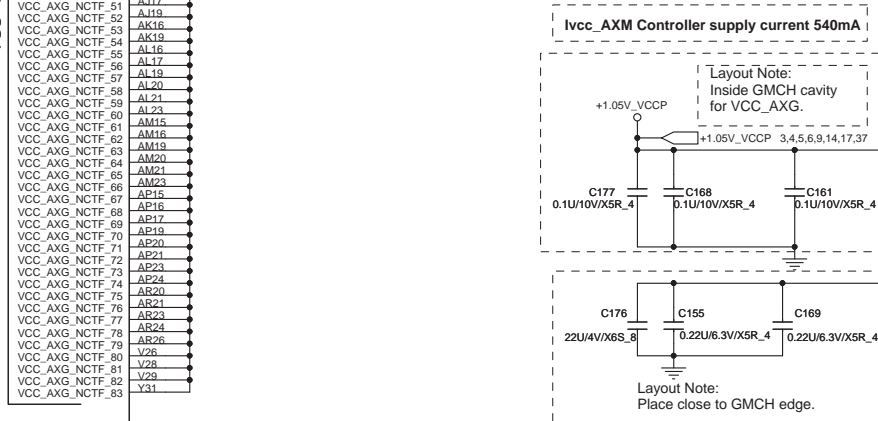 VCC_AXG_NCTF_51 AJ17
VCC_AXG_NCTF_52 AJ19
VCC_AXG_NCTF_53 AK16
VCC_AXG_NCTF_54 AK19
VCC_AXG_NCTF_55 AL16
VCC_AXG_NCTF_56 AL17
VCC_AXG_NCTF_57 AL19
VCC_AXG_NCTF_58 AL20
VCC_AXG_NCTF_59 AL21
VCC_AXG_NCTF_60 AL23
VCC_AXG_NCTF_61 AM15
VCC_AXG_NCTF_62 AM16
VCC_AXG_NCTF_63 AM19
VCC_AXG_NCTF_64 AM20
VCC_AXG_NCTF_65 AM21
VCC_AXG_NCTF_66 AM23
VCC_AXG_NCTF_67 AP15
VCC_AXG_NCTF_68 AP16
VCC_AXG_NCTF_69 AP17
VCC_AXG_NCTF_70 AP19
VCC_AXG_NCTF_71 AP20
VCC_AXG_NCTF_72 AP21
VCC_AXG_NCTF_73 AP23
VCC_AXG_NCTF_74 AP24
VCC_AXG_NCTF_75 AR20
VCC_AXG_NCTF_76 AR21
VCC_AXG_NCTF_77 AR23
VCC_AXG_NCTF_78 AR24
VCC_AXG_NCTF_79 AR26
VCC_AXG_NCTF_80 V26
VCC_AXG_NCTF_81 V28
VCC_AXG_NCTF_82 V29
VCC_AXG_NCTF_83 Y31
Ivcc_AXM Controller supply current 540mA
Layout Note:
Inside GMCH cavity
for VCC_AXG.
+1.05V_VCCP
+1.05V_VCCP 3,4,5,6,9,14,17,37
C177
0.1U/10V/X5R_4
C168
0.1U/10V/X5R_4
C161
0.1U/10V/X5R_4
C176
22U/4V/X6S_8
C155
0.22U/6.3V/X5R_4
C169
0.22U/6.3V/X5R_4
Layout Note:
Place close to GMCH edge.